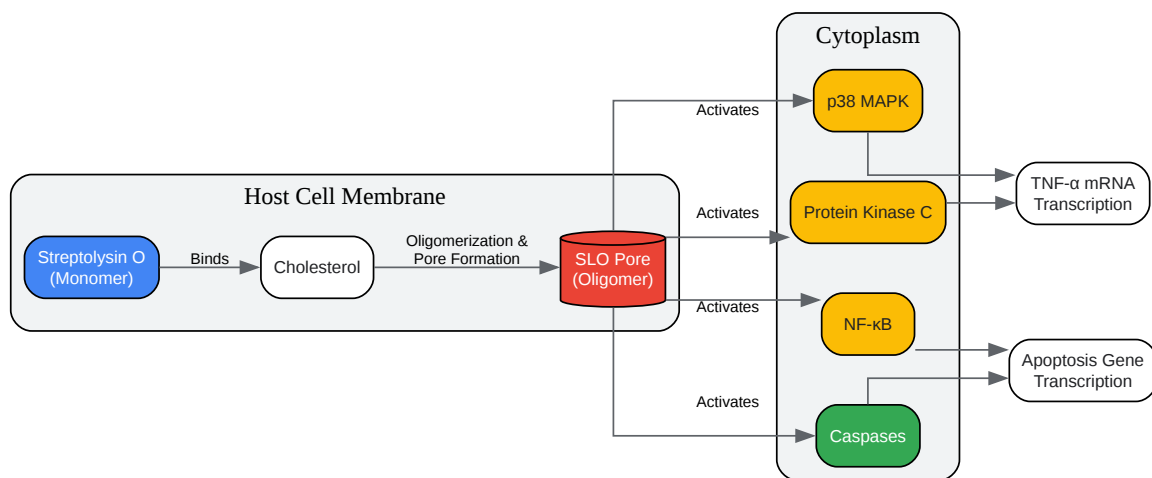 Cytoplasm
p38 MAPK
Activates
TNF-α mRNA
Transcription
Host Cell Membrane
Protein Kinase C
Activates
Streptolysin O
(Monomer)
Binds
Cholesterol
Oligomerization &
Pore Formation
SLO Pore
(Oligomer)
Activates
NF-κB
Apoptosis Gene
Transcription
Activates
Caspases